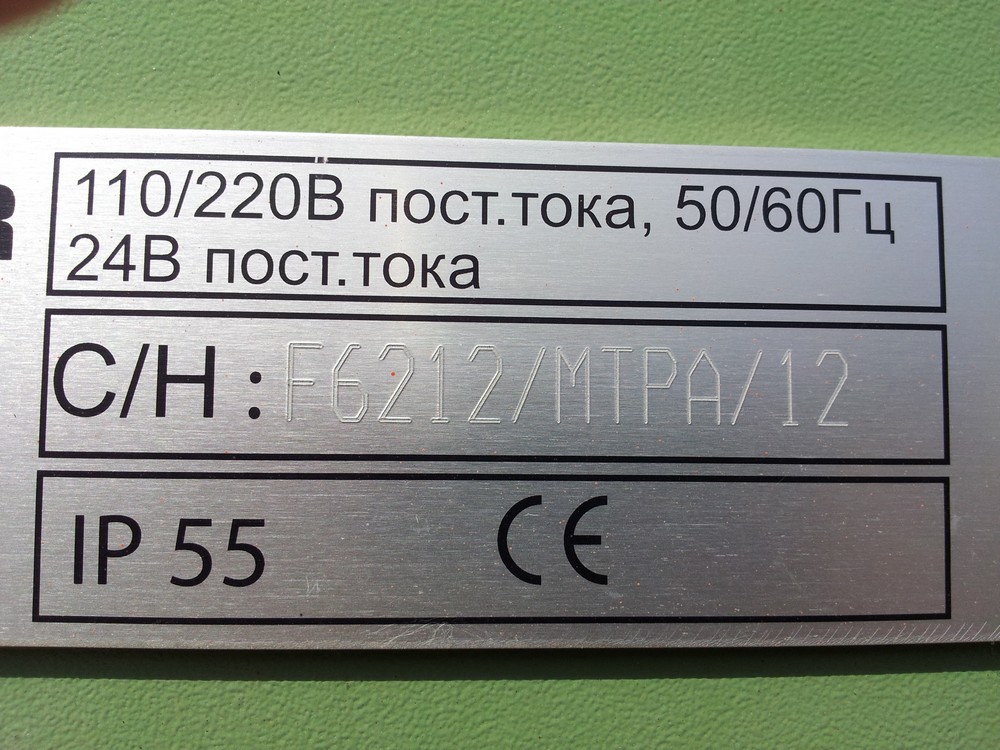 R
110/220В пост.тока, 50/60Гц
24В пост.тока
С/Н : F6212/MTPA/12
IP 55 CE